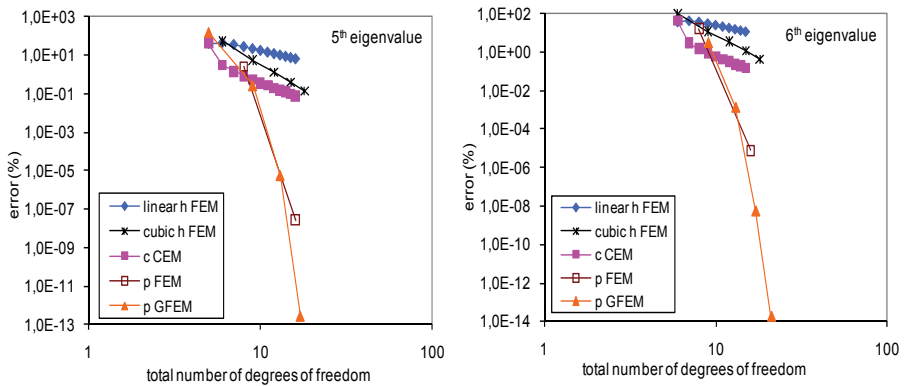 5th eigenvalue
error (%)
1,0E+03
1,0E+01
1,0E-01
1,0E-03
1,0E-05
1,0E-07
1,0E-09
1,0E-11
1,0E-13
linear h FEM
cubic h FEM
c CEM
p FEM
p GFEM
1
10
100
total number of degrees of freedom
6th eigenvalue
error (%)
1,0E+02
1,0E+00
1,0E-02
1,0E-04
1,0E-06
1,0E-08
1,0E-10
1,0E-12
1,0E-14
linear h FEM
cubic h FEM
c CEM
p FEM
p GFEM
1
10
100
total number of degrees of freedom